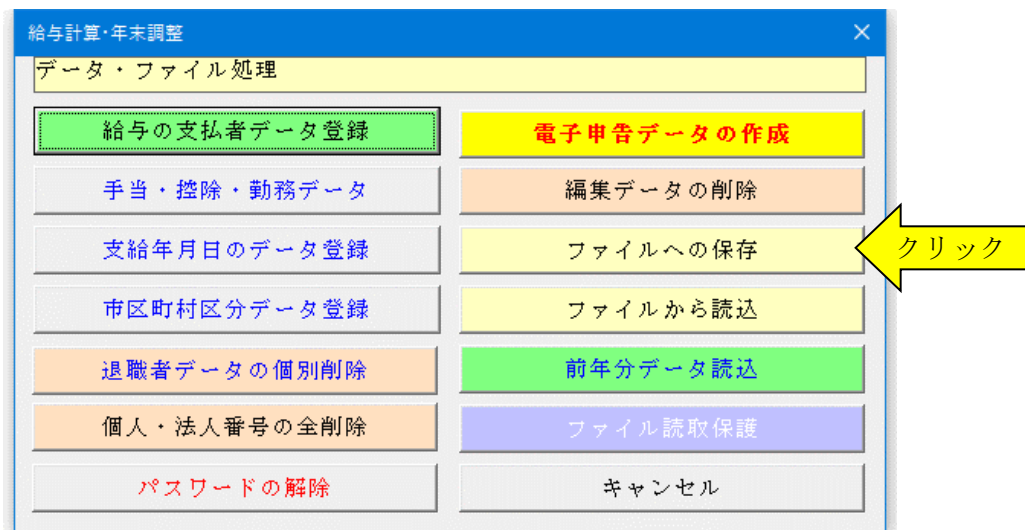 給与計算・年末調整
データ・ファイル処理
給与の支払者データ登録
電子申告データの作成
手当・控除・勤務データ
編集データの削除
支給年月日のデータ登録
ファイルへの保存
クリック
市区町村区分データ登録
ファイルから読込
退職者データの個別削除
前年分データ読込
個人・法人番号の全削除
ファイル読取保護
パスワードの解除
キャンセル